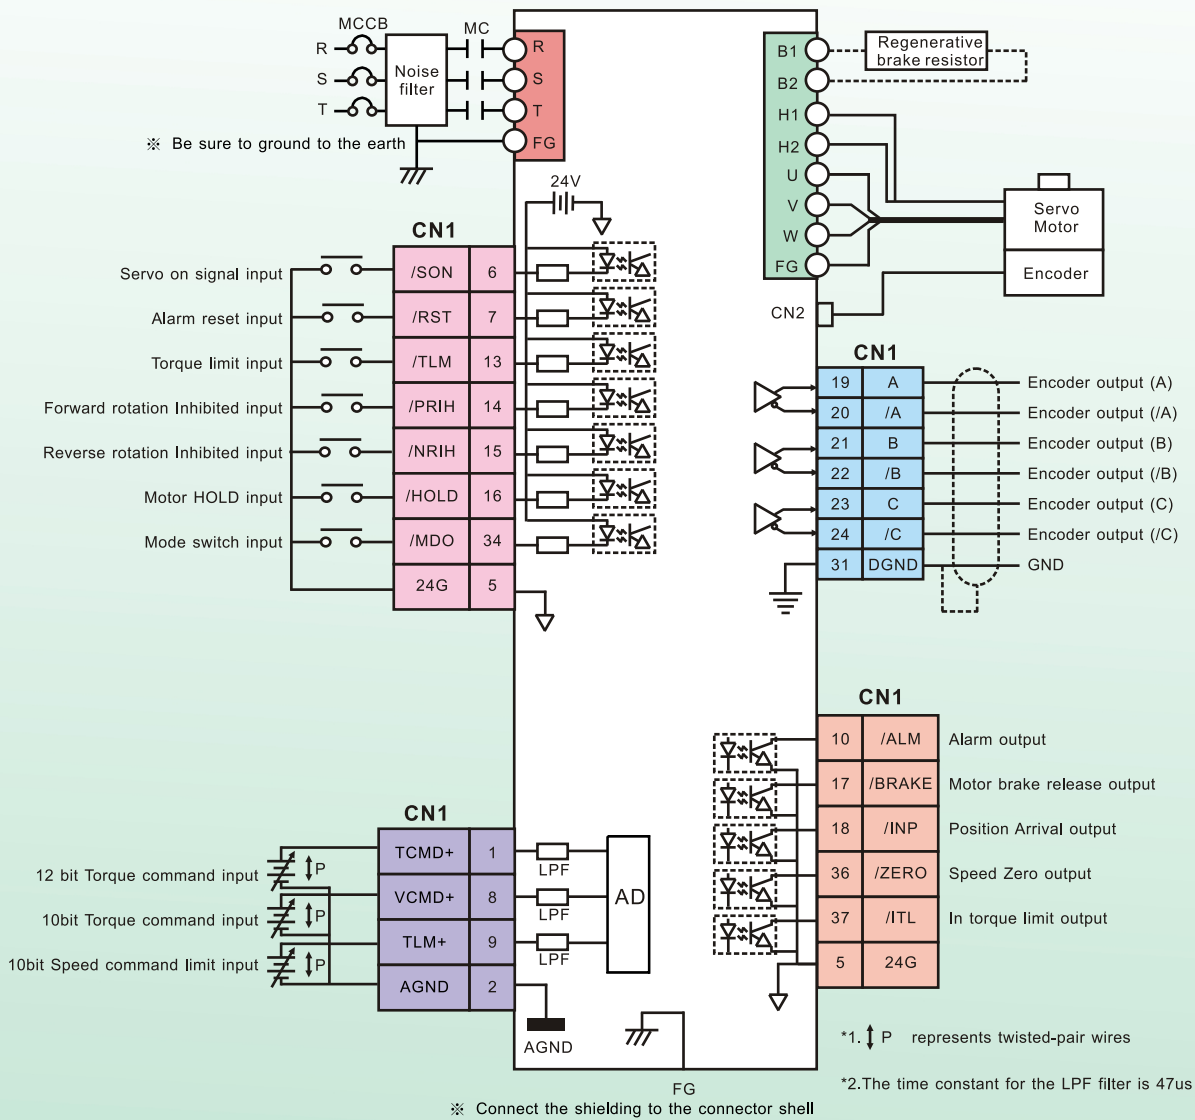 MCCB
MC
R
R
S
S
T
T
Noise
filter
FG
※ Be sure to ground to the earth
24V
CN1
Servo on signal input /SON 6
Alarm reset input /RST 7
Torque limit input /TLM 13
Forward rotation Inhibited input /PRIH 14
Reverse rotation Inhibited input /NRIH 15
Motor HOLD input /HOLD 16
Mode switch input /MDO 34
24G 5
CN1
12 bit Torque command input P TCMD+ 1 LPF
10bit Torque command input P VCMD+ 8 LPF
10bit Speed command limit input P TLM+ 9 LPF
AGND 2
AD
AGND
B1
B2
H1
H2
U
V
W
FG
Regenerative
brake resistor
Servo
Motor
Encoder
CN2
CN1
19 A Encoder output (A)
20 /A Encoder output (/A)
21 B Encoder output (B)
22 /B Encoder output (/B)
23 C Encoder output (C)
24 /C Encoder output (/C)
31 DGND GND
CN1
10 /ALM Alarm output
17 /BRAKE Motor brake release output
18 /INP Position Arrival output
36 /ZERO Speed Zero output
37 /ITL In torque limit output
5 24G
*1. P represents twisted-pair wires
*2.The time constant for the LPF filter is 47us
FG
※ Connect the shielding to the connector shell